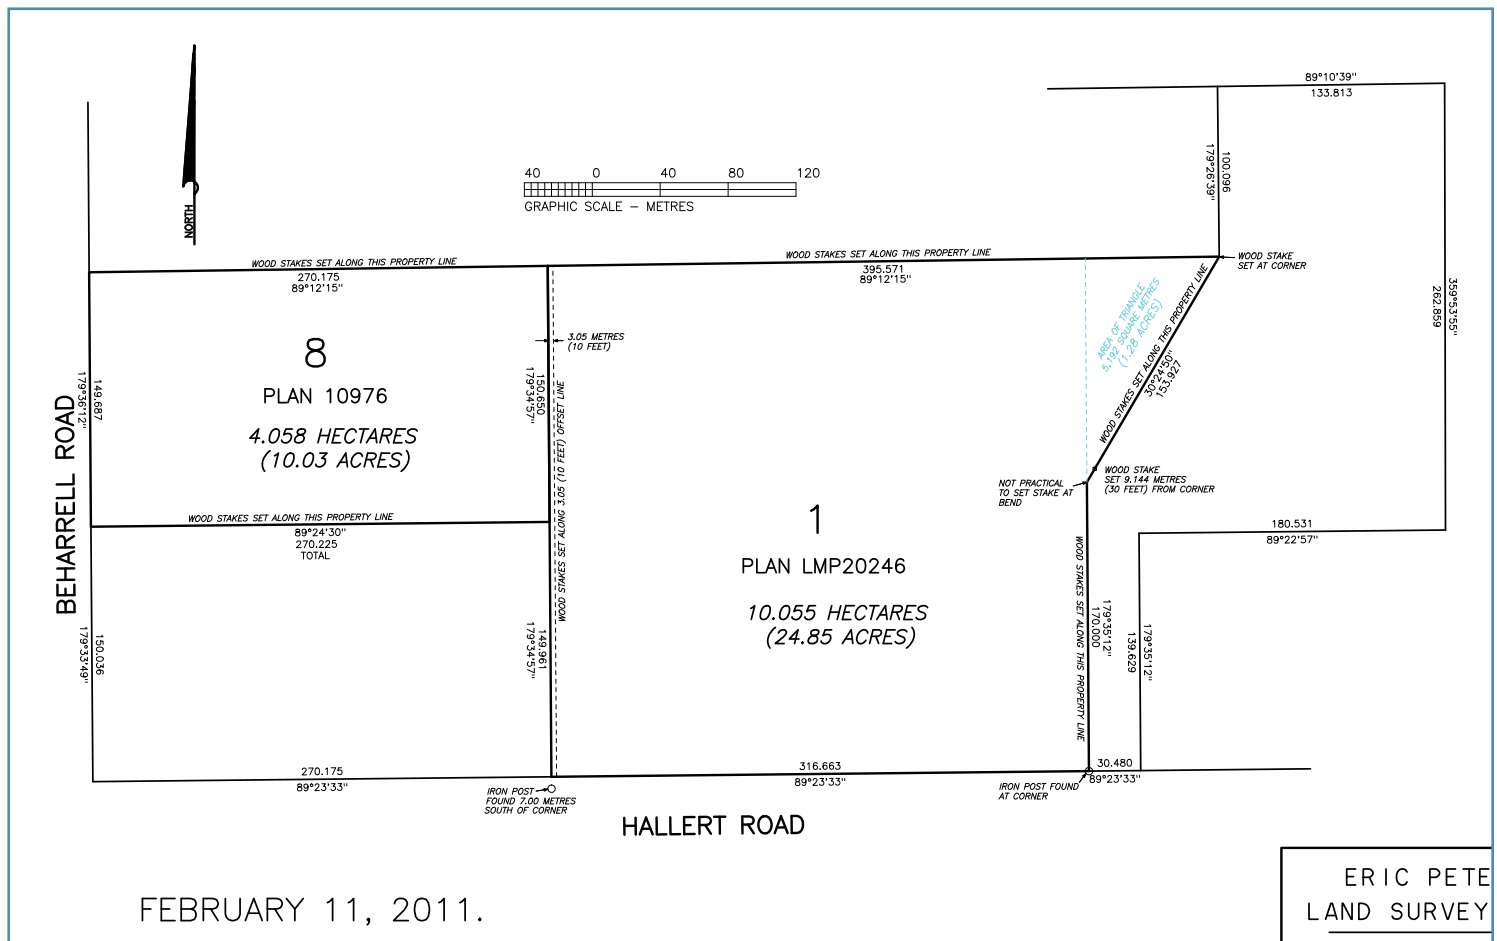 89°10'39"
133.813
100.096
179°26'39"
40 0 40 80 120
GRAPHIC SCALE – METRES
NORTH
WOOD STAKES SET ALONG THIS PROPERTY LINE
270.175
89°12'15"
WOOD STAKES SET ALONG THIS PROPERTY LINE
395.571
89°12'15"
WOOD STAKE
SET AT CORNER
359°53'55"
262.859
AREA OF TRIANGLE
5,192 SQUARE METRES
(1.28 ACRES)
WOOD STAKES SET ALONG THIS PROPERTY LINE
30°24'50"
153.927
3.05 METRES
(10 FEET)
8
PLAN 10976
4.058 HECTARES
(10.03 ACRES)
149.687
179°36'12"
150.650
179°34'57"
WOOD STAKES SET ALONG 3.05 (10 FEET) OFFSET LINE
BEHARRELL ROAD
WOOD STAKES SET ALONG THIS PROPERTY LINE
89°24'30"
270.225
TOTAL
NOT PRACTICAL
TO SET STAKE AT
BEND
WOOD STAKE
SET 9.144 METRES
(30 FEET) FROM CORNER
1
PLAN LMP20246
10.055 HECTARES
(24.85 ACRES)
180.531
89°22'57"
WOOD STAKES SET ALONG THIS PROPERTY LINE
179°35'12"
170.000
179°35'12"
139.629
150.036
179°33'49"
149.961
179°34'57"
270.175
89°23'33"
316.663
89°23'33"
30.480
89°23'33"
IRON POST
FOUND 7.00 METRES
SOUTH OF CORNER
IRON POST FOUND
AT CORNER
HALLERT ROAD
FEBRUARY 11, 2011.
ERIC PETE
LAND SURVEY